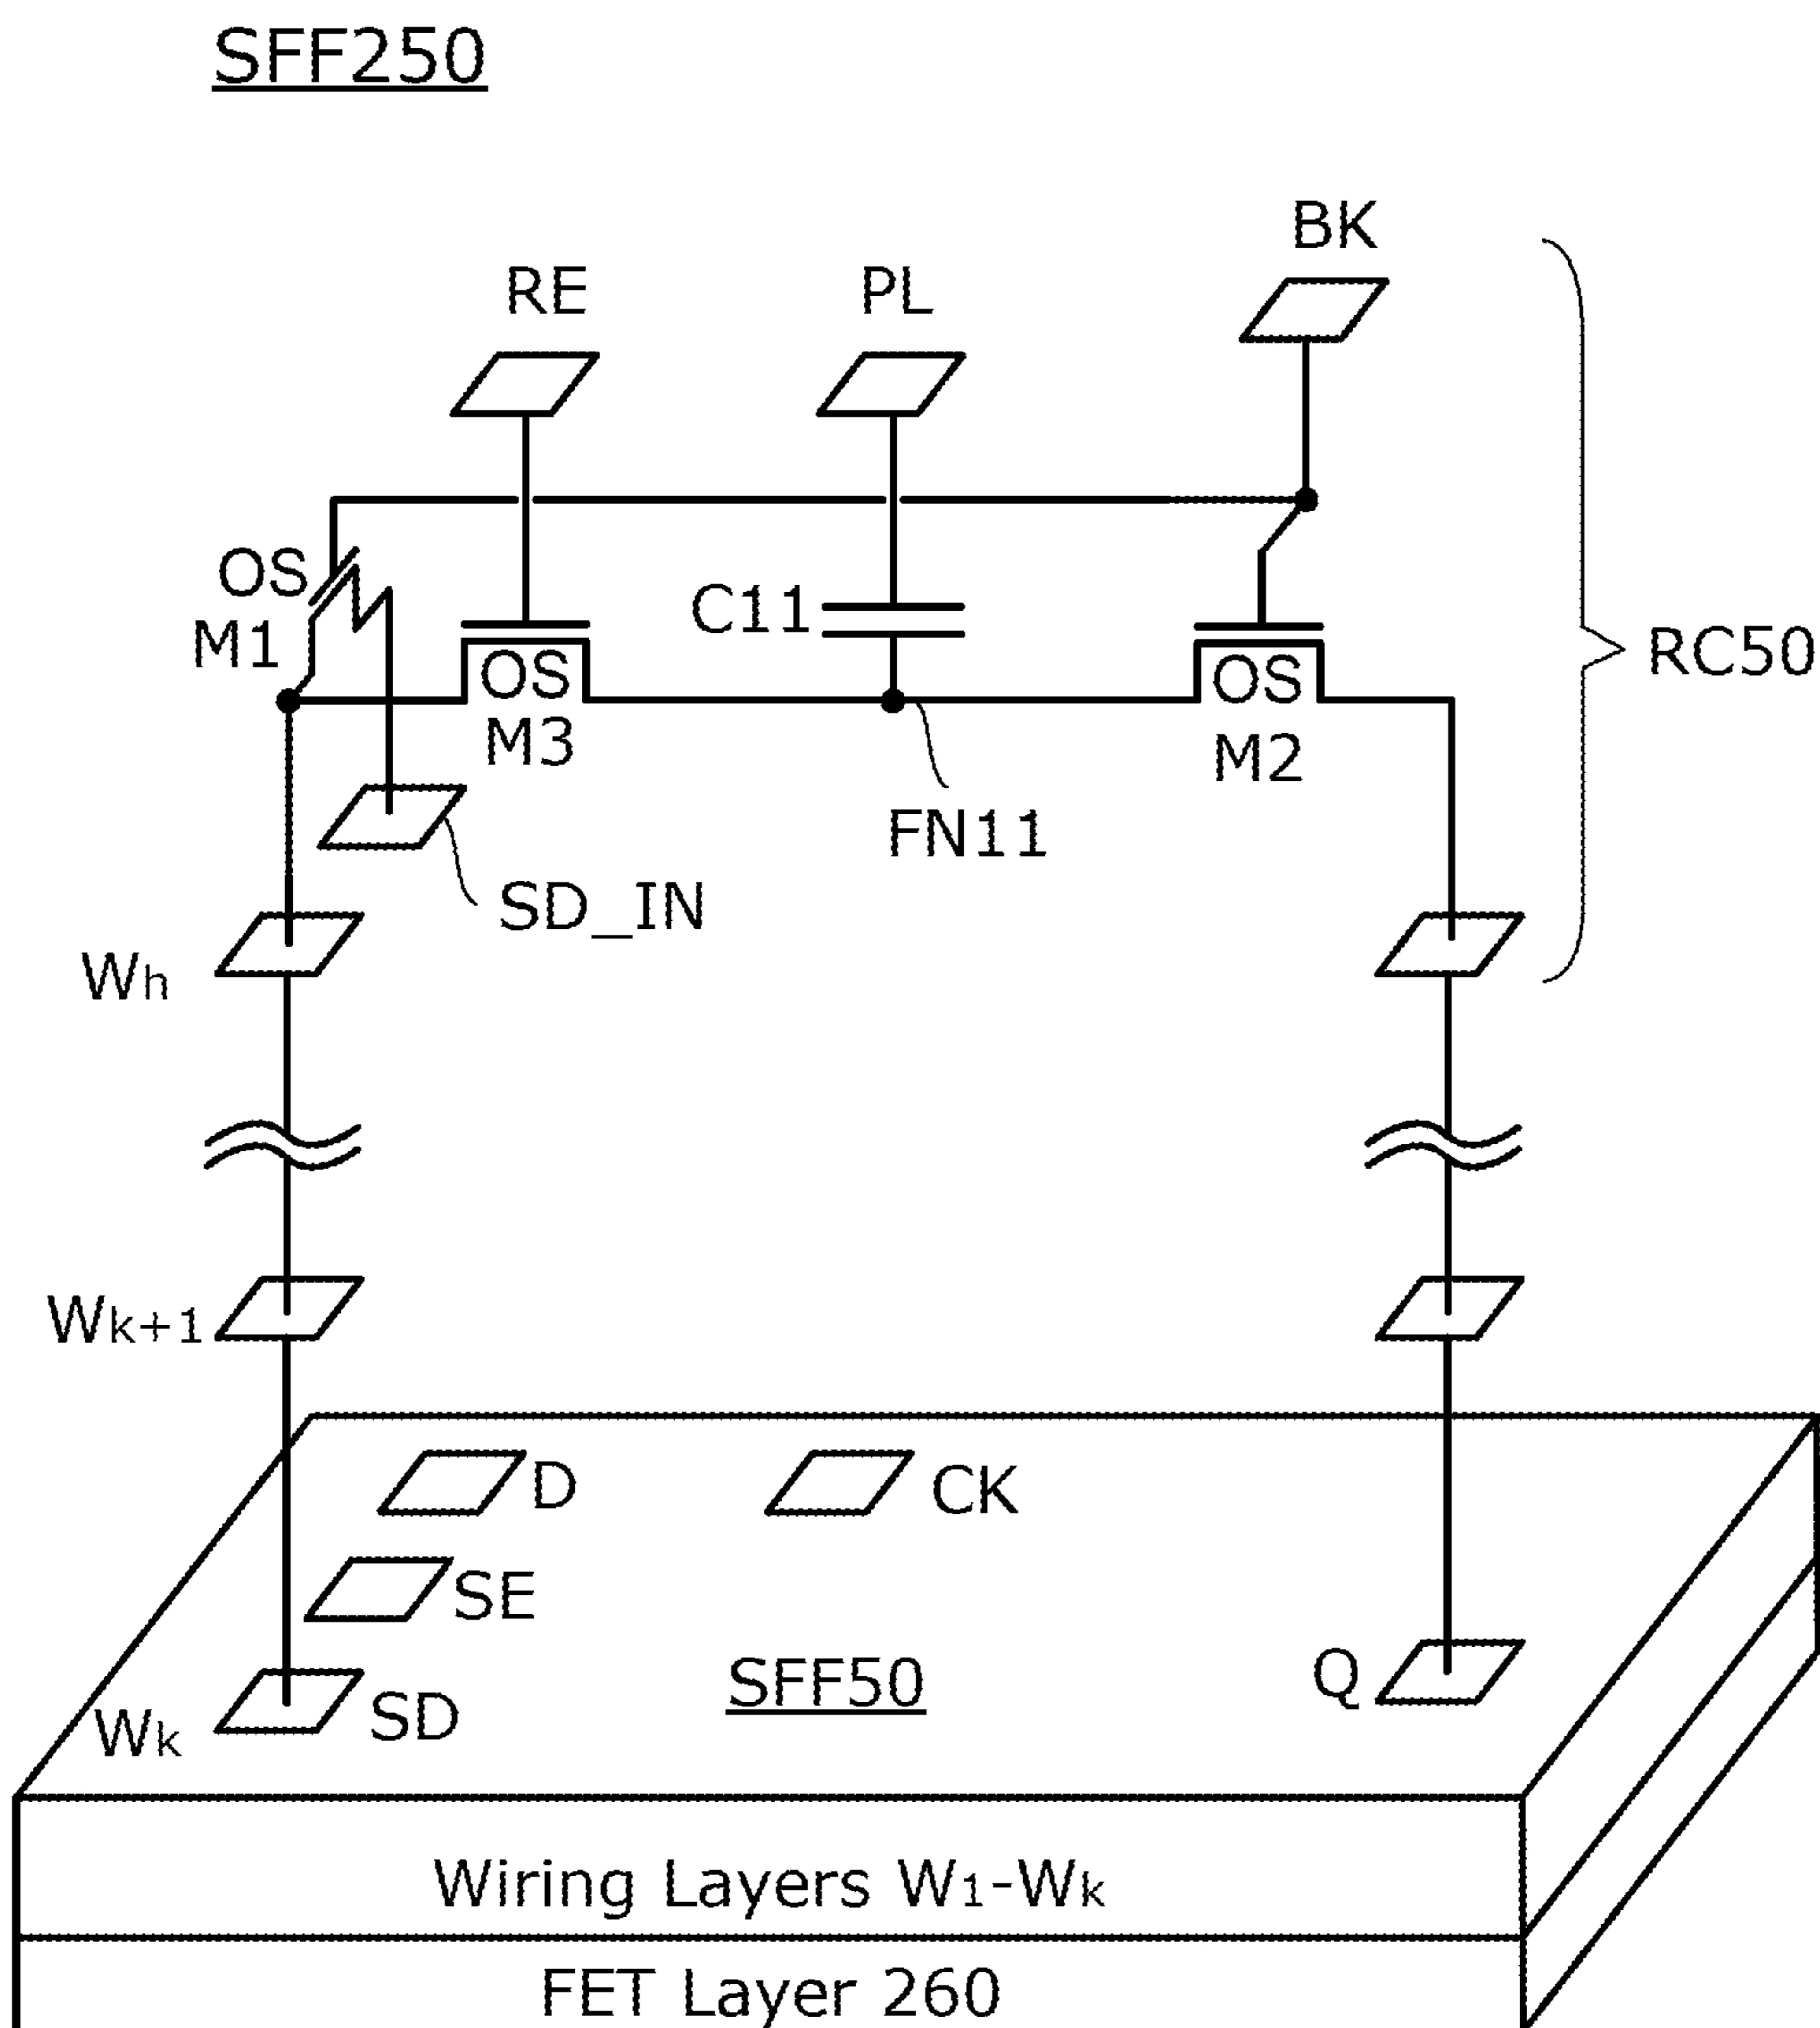 SFF250
BK
RE
PL
OS
M1
C11
RC50
OS
M3
OS
M2
FN11
SD_IN
Wh
Wk+1
D
CK
SE
SFF50
Q
SD
Wk
Wiring Layers W1-Wk
FET Layer 260